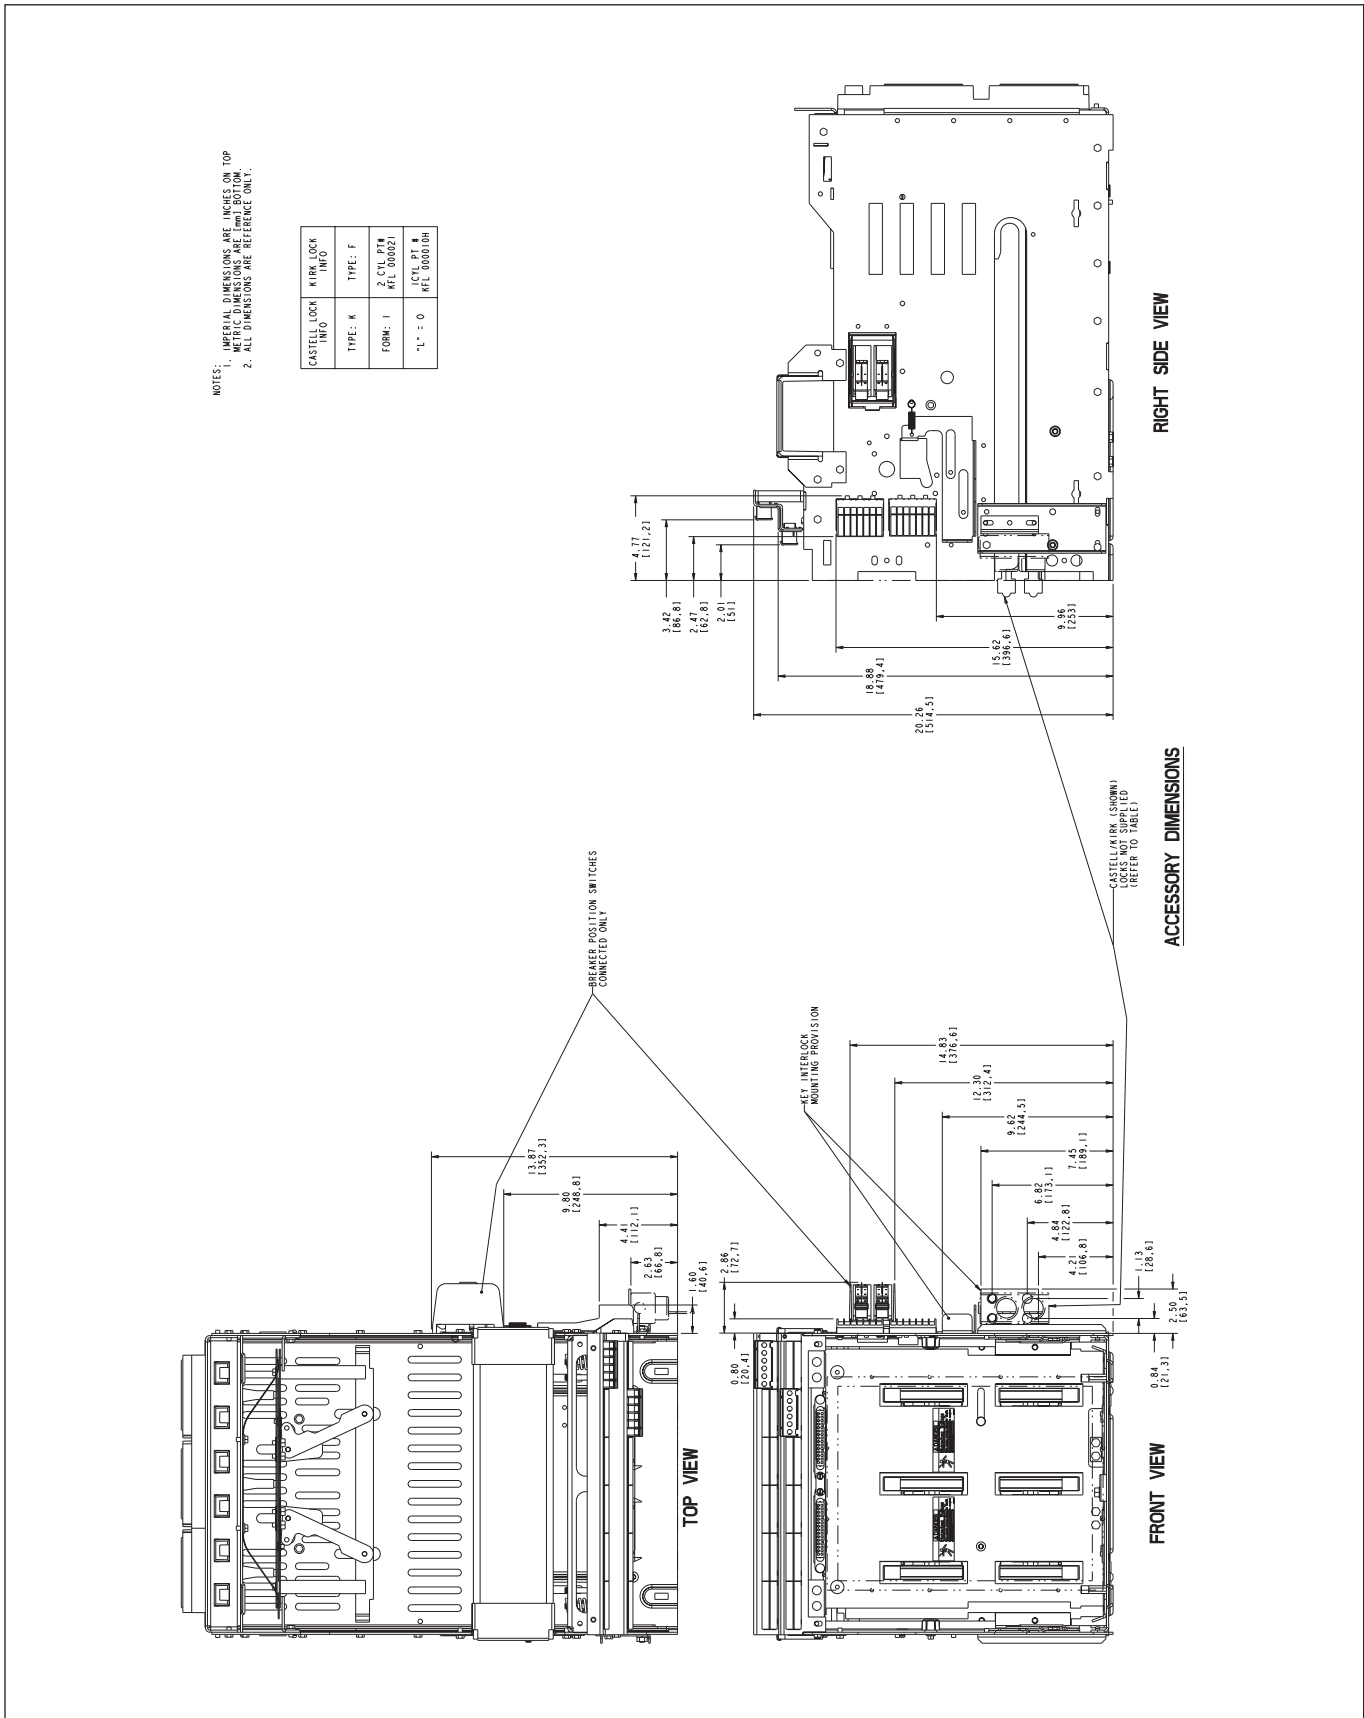 NOTES:
1. IMPERIAL DIMENSIONS ARE INCHES ON TOP
METRIC DIMENSIONS ARE [mm] BOTTOM.
2. ALL DIMENSIONS ARE REFERENCE ONLY.
CASTELL LOCK
INFO
KIRK LOCK
INFO
TYPE: K
TYPE: F
FORM: I
2 CYL PT#
KFL 000021
"L" = 0
1CYL PT #
KFL 000010H
BREAKER POSITION SWITCHES
CONNECTED ONLY
13.87
[352,3]
9.80
[248,8]
4.41
[112,1]
2.63
[66,8]
1.60
[40,6]
TOP VIEW
4.77
[121,2]
3.42
[86,8]
2.47
[62,8]
2.01
[51]
9.96
[253]
15.62
[396,6]
18.88
[479,4]
20.26
[514,5]
RIGHT SIDE VIEW
KEY INTERLOCK
MOUNTING PROVISION
2.86
[72,7]
0.80
[20,4]
14.83
[376,6]
12.30
[312,4]
9.62
[244,5]
7.45
[189,1]
6.82
[173,1]
4.84
[122,8]
4.21
[106,8]
1.13
[28,6]
2.50
[63,5]
0.84
[21,3]
FRONT VIEW
CASTELL/KIRK (SHOWN)
LOCKS NOT SUPPLIED
(REFER TO TABLE)
ACCESSORY DIMENSIONS